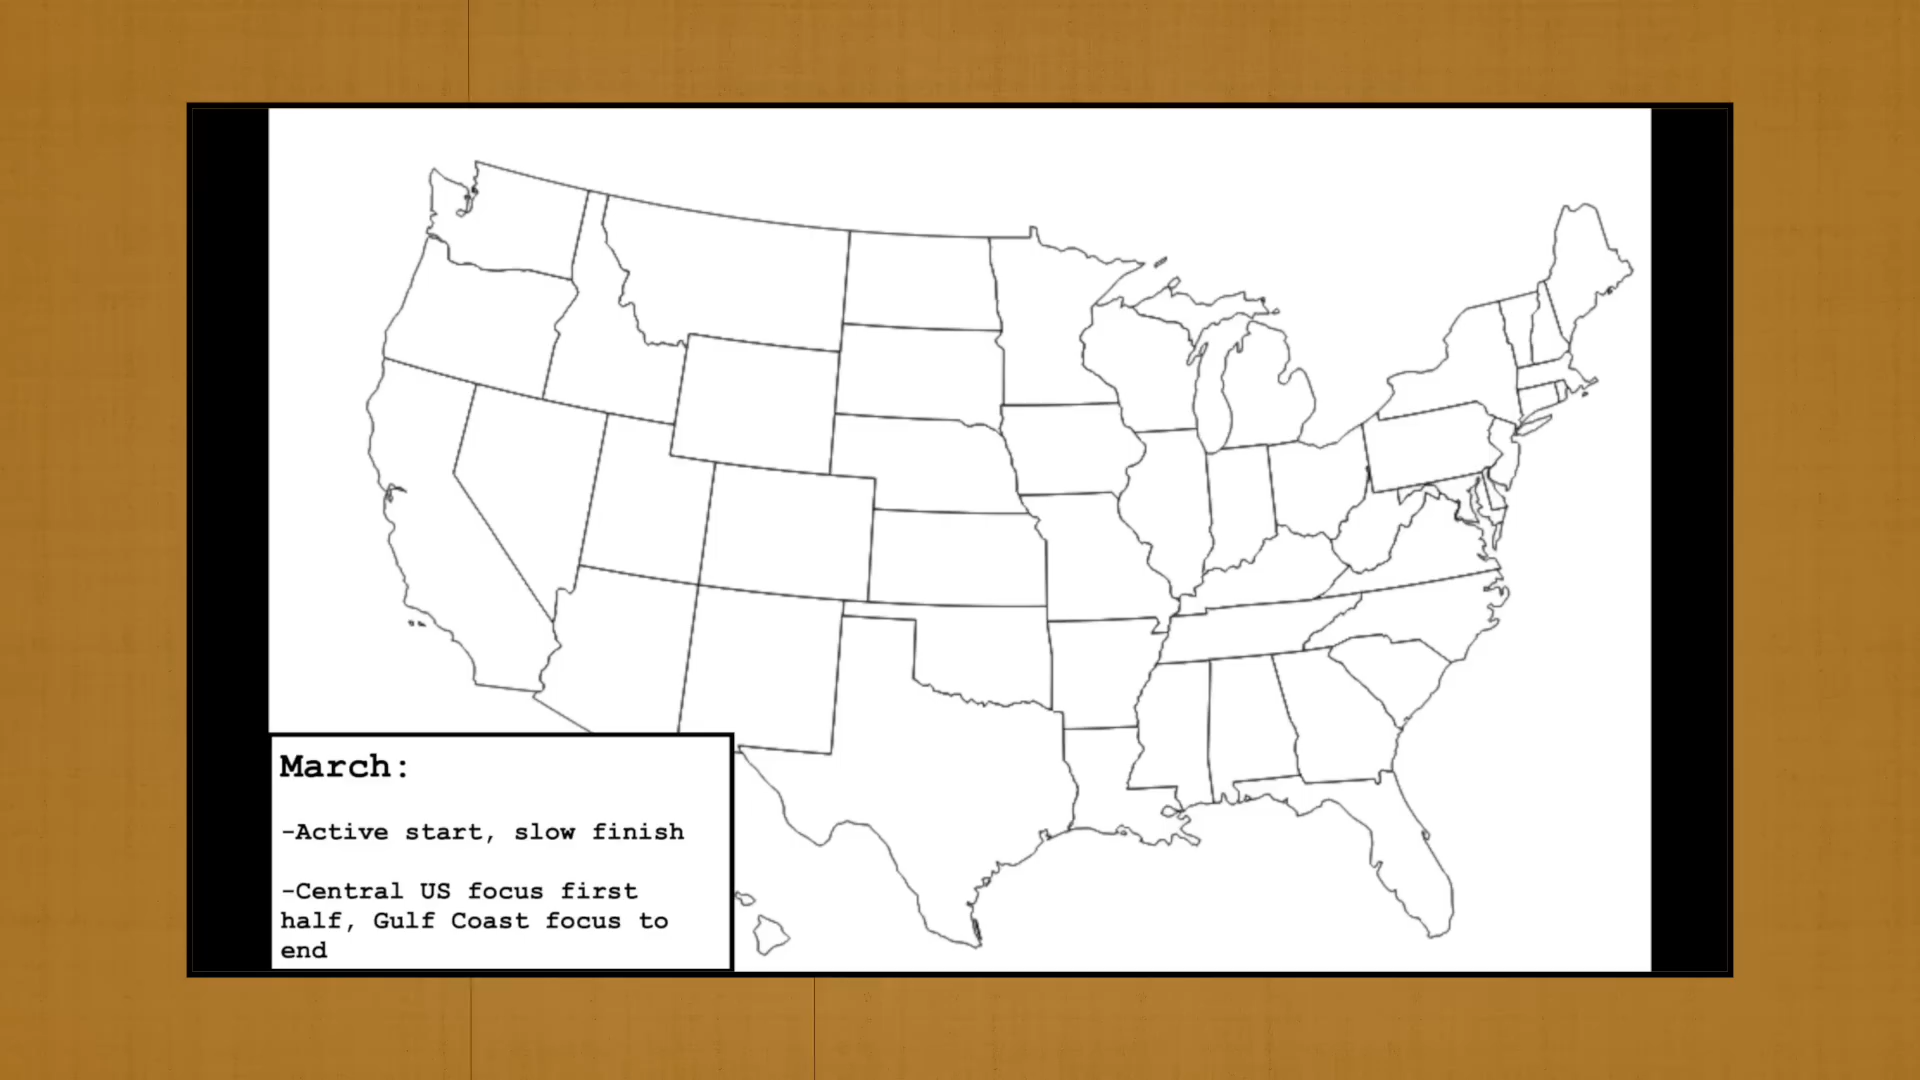 March:
-Active start, slow finish
-Central US focus first
half, Gulf Coast focus to
end